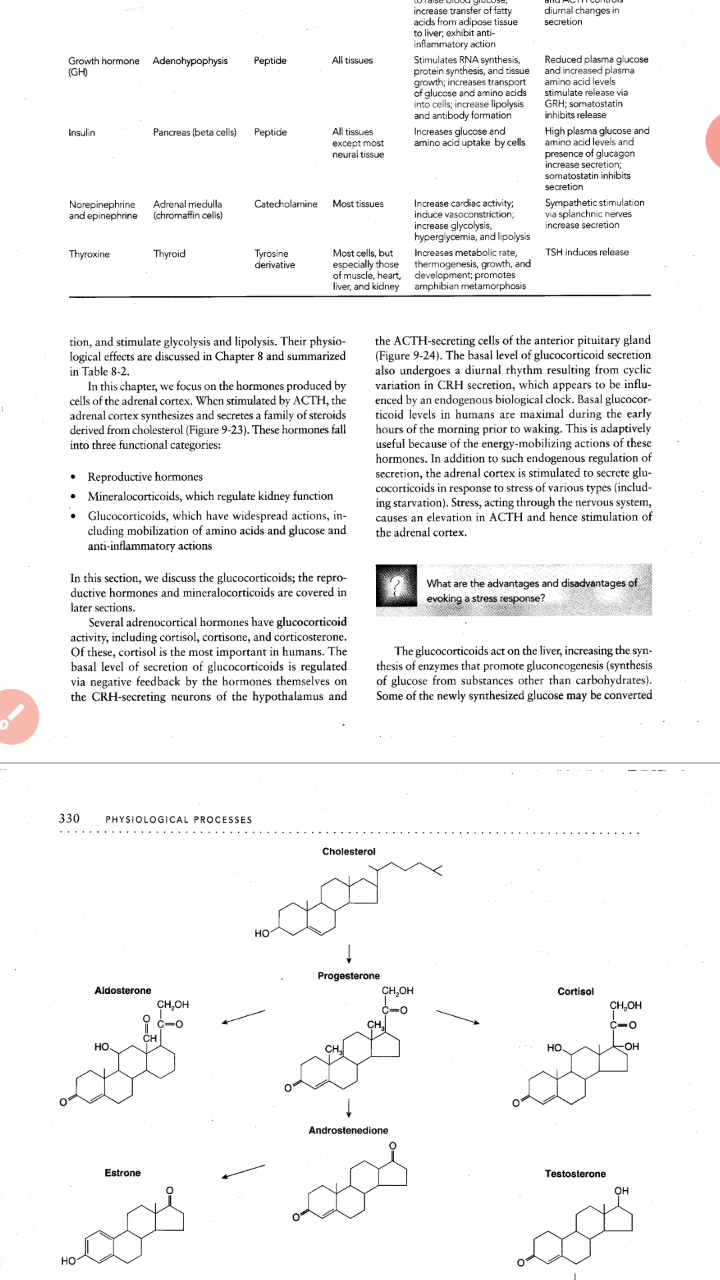 to raise blood glucose;
increase transfer of fatty
acids from adipose tissue
to liver; exhibit anti-
inflammatory action
and ACTH controls
diurnal changes in
secretion
Growth hormone
(GH)
Adenohypophysis
Peptide
All tissues
Stimulates RNA synthesis,
protein synthesis, and tissue
growth; increases transport
of glucose and amino acids
into cells; increase lipolysis
and antibody formation
Reduced plasma glucose
and increased plasma
amino acid levels
stimulate release via
GRH; somatostatin
inhibits release
Insulin
Pancreas (beta cells)
Peptide
All tissues
except most
neural tissue
Increases glucose and
amino acid uptake by cells
High plasma glucose and
amino acid levels and
presence of glucagon
increase secretion;
somatostatin inhibits
secretion
Norepinephrine
and epinephrine
Adrenal medulla
(chromaffin cells)
Catecholamine
Most tissues
Increase cardiac activity;
induce vasoconstriction;
increase glycolysis,
hyperglycemia, and lipolysis
Sympathetic stimulation
via splanchnic nerves
increase secretion
Thyroxine
Thyroid
Tyrosine
derivative
Most cells, but
especially those
of muscle, heart,
liver, and kidney
Increases metabolic rate,
thermogenesis, growth, and
development; promotes
amphibian metamorphosis
TSH induces release
tion, and stimulate glycolysis and lipolysis. Their physio-
logical effects are discussed in Chapter 8 and summarized
in Table 8-2.
In this chapter, we focus on the hormones produced by
cells of the adrenal cortex. When stimulated by ACTH, the
adrenal cortex synthesizes and secretes a family of steroids
derived from cholesterol (Figure 9-23). These hormones fall
into three functional categories:
• Reproductive hormones
• Mineralocorticoids, which regulate kidney function
• Glucocorticoids, which have widespread actions, in-
cluding mobilization of amino acids and glucose and
anti-inflammatory actions
In this section, we discuss the glucocorticoids; the repro-
ductive hormones and mineralocorticoids are covered in
later sections.
Several adrenocortical hormones have glucocorticoid
activity, including cortisol, cortisone, and corticosterone.
Of these, cortisol is the most important in humans. The
basal level of secretion of glucocorticoids is regulated
via negative feedback by the hormones themselves on
the CRH-secreting neurons of the hypothalamus and
the ACTH-secreting cells of the anterior pituitary gland
(Figure 9-24). The basal level of glucocorticoid secretion
also undergoes a diurnal rhythm resulting from cyclic
variation in CRH secretion, which appears to be influ-
enced by an endogenous biological clock. Basal glucocor-
ticoid levels in humans are maximal during the early
hours of the morning prior to waking. This is adaptively
useful because of the energy-mobilizing actions of these
hormones. In addition to such endogenous regulation of
secretion, the adrenal cortex is stimulated to secrete glu-
cocorticoids in response to stress of various types (includ-
ing starvation). Stress, acting through the nervous system,
causes an elevation in ACTH and hence stimulation of
the adrenal cortex.
?
What are the advantages and disadvantages of
evoking a stress response?
The glucocorticoids act on the liver, increasing the syn-
thesis of enzymes that promote gluconeogenesis (synthesis
of glucose from substances other than carbohydrates).
Some of the newly synthesized glucose may be converted
330 PHYSIOLOGICAL PROCESSES
Cholesterol
HO
Progesterone
CH₂OH
C=O
CH₃
CH₃
O
Aldosterone
CH₂OH
O
C=O
CH
HO
O
Cortisol
CH₂OH
C=O
HO
OH
O
Androstenedione
O
O
Estrone
O
HO
Testosterone
OH
O